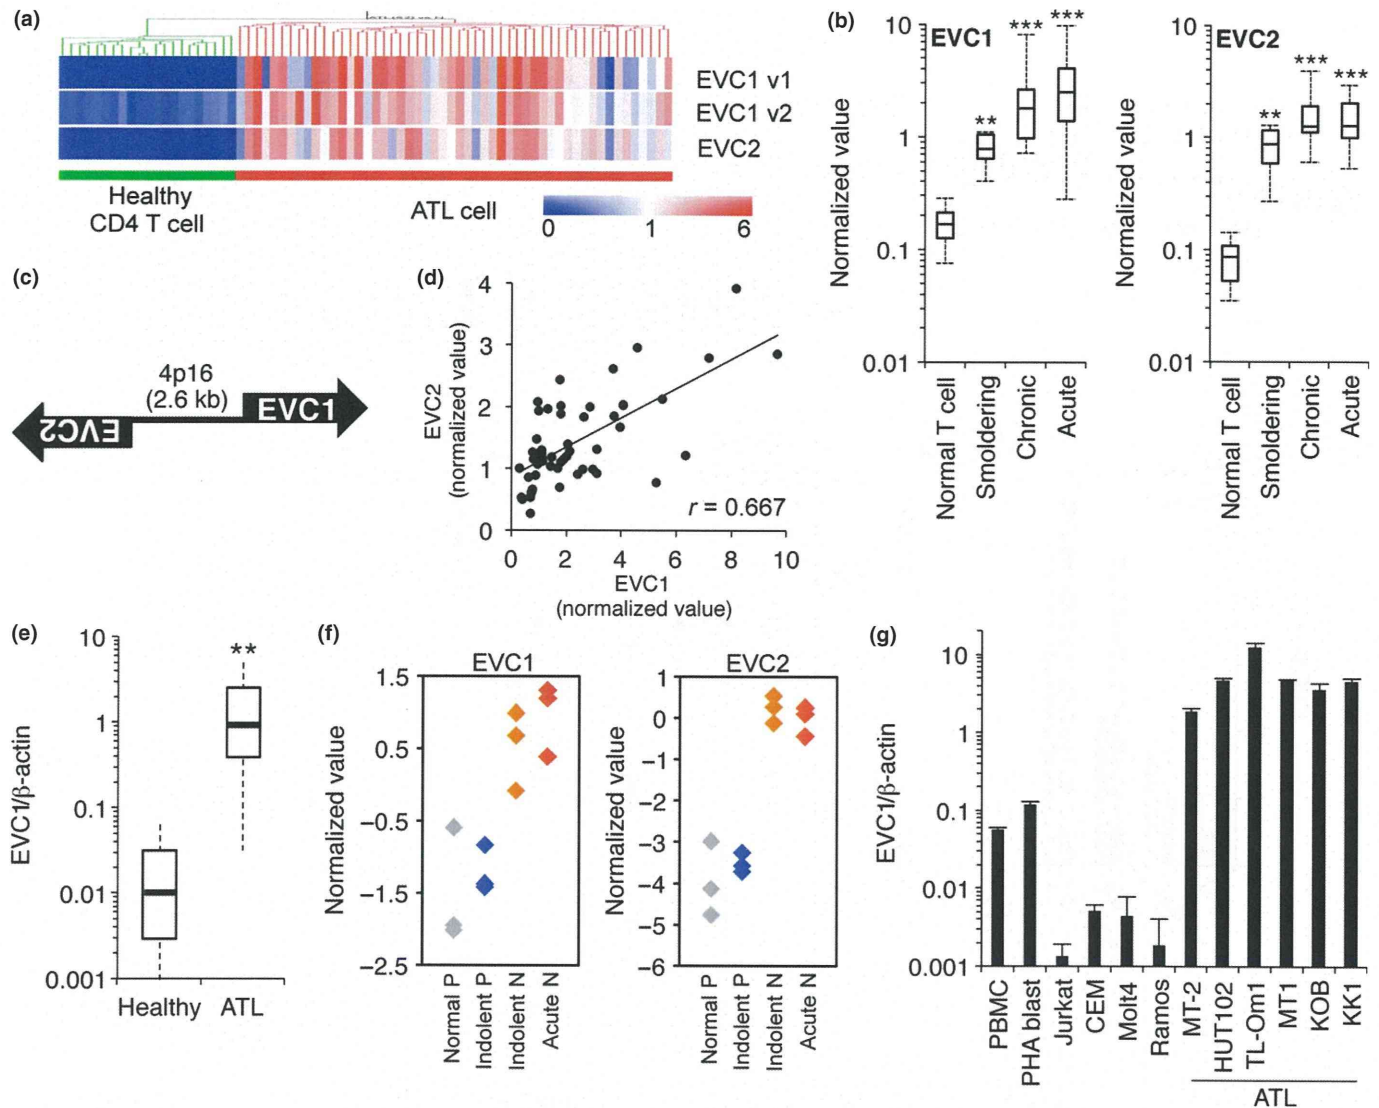 (a)
EVC1 v1
EVC1 v2
EVC2
Healthy
CD4 T cell
ATL cell
0 1 6
(b)
EVC1
Normalized value
10
1
0.1
0.01
**
***
***
Normal T cell
Smoldering
Chronic
Acute
EVC2
Normalized value
10
1
0.1
0.01
**
***
***
Normal T cell
Smoldering
Chronic
Acute
(c)
4p16
(2.6 kb)
EVC2
EVC1
(d)
EVC2
(normalized value)
4
3
2
1
0
r = 0.667
0 2 4 6 8 10
EVC1
(normalized value)
(e)
EVC1/β-actin
10
1
0.1
0.01
0.001
**
Healthy ATL
(f)
EVC1
Normalized value
1.5
0.5
−0.5
−1.5
−2.5
Normal P
Indolent P
Indolent N
Acute N
EVC2
Normalized value
1
0
−1
−2
−3
−4
−5
−6
Normal P
Indolent P
Indolent N
Acute N
(g)
EVC1/β-actin
10
1
0.1
0.01
0.001
PBMC
PHA blast
Jurkat
CEM
Molt4
Ramos
MT-2
HUT102
TL-Om1
MT1
KOB
KK1
ATL